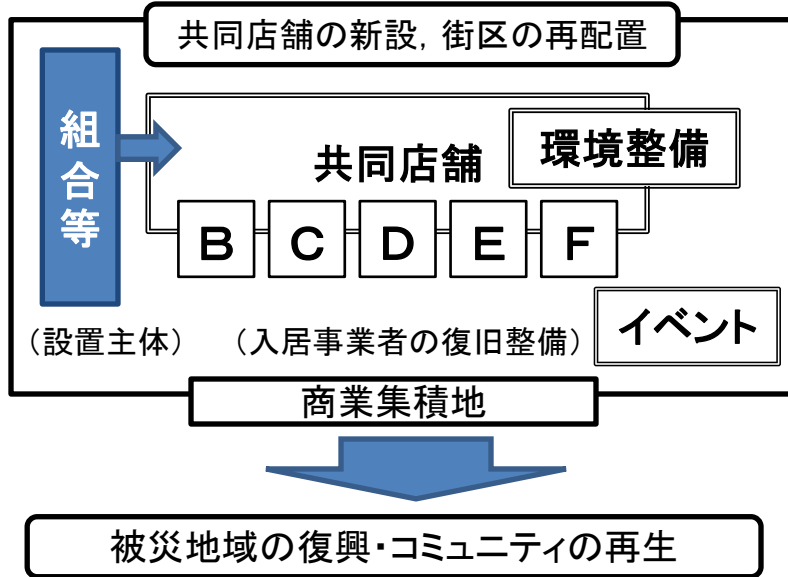 共同店舗の新設，街区の再配置
組合等
共同店舗
環境整備
B C D E F
（設置主体）
（入居事業者の復旧整備）
イベント
商業集積地
被災地域の復興・コミュニティの再生